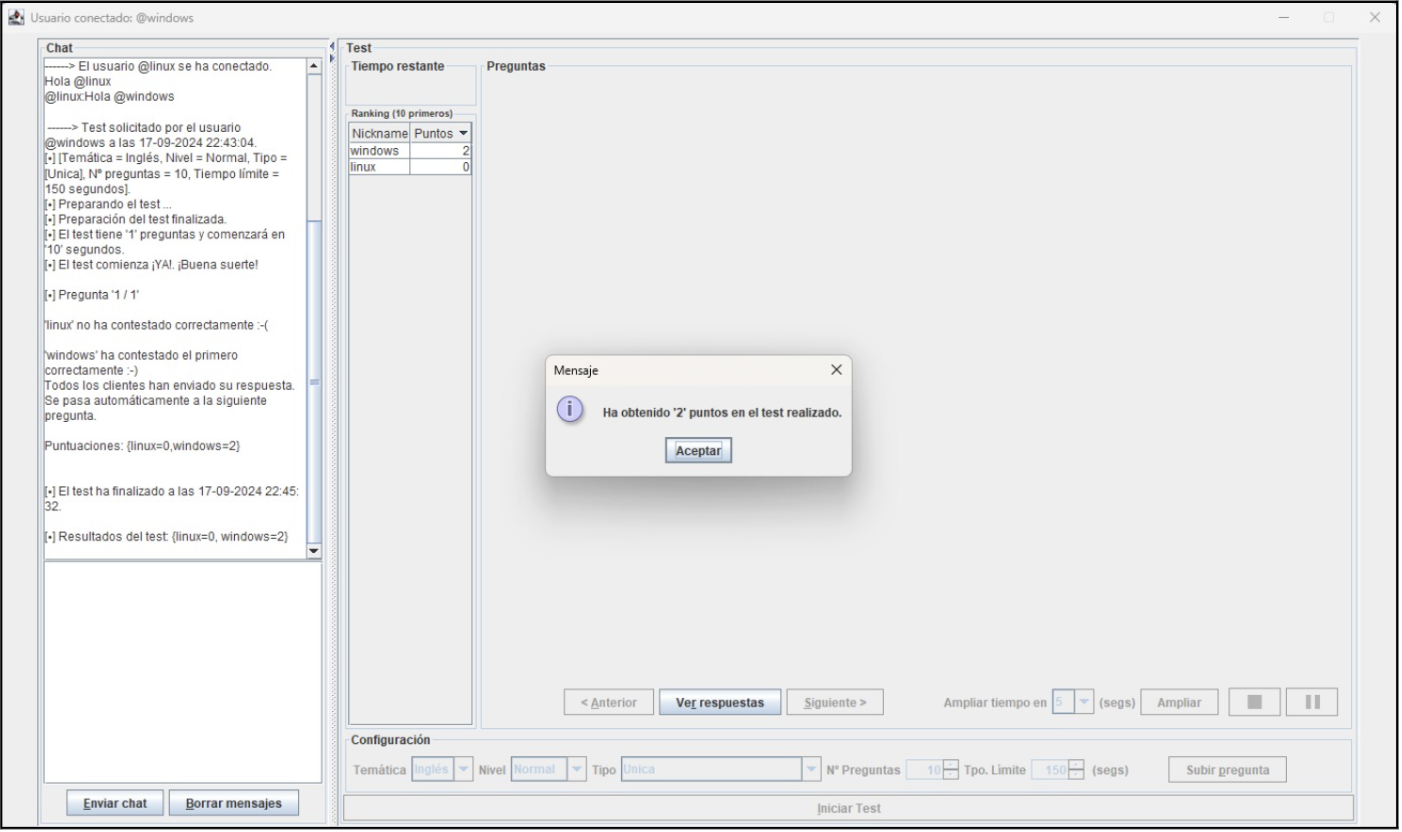 Usuario conectado: @windows
Chat
------> El usuario @linux se ha conectado.
Hola @linux
@linux:Hola @windows
------> Test solicitado por el usuario
@windows a las 17-09-2024 22:43:04.
[•] [Temática = Inglés, Nivel = Normal, Tipo =
[Unica], Nº preguntas = 10, Tiempo límite =
150 segundos].
[•] Preparando el test ...
[•] Preparación del test finalizada.
[•] El test tiene '1' preguntas y comenzará en
'10' segundos.
[•] El test comienza ¡YA!. ¡Buena suerte!
[•] Pregunta '1 / 1'
'linux' no ha contestado correctamente :-(
'windows' ha contestado el primero
correctamente :-)
Todos los clientes han enviado su respuesta.
Se pasa automáticamente a la siguiente
pregunta.
Puntuaciones: {linux=0,windows=2}
[•] El test ha finalizado a las 17-09-2024 22:45:
32.
[•] Resultados del test: {linux=0, windows=2}
Enviar chat
Borrar mensajes
Test
Tiempo restante
Ranking (10 primeros)
Nickname Puntos
windows 2
linux 0
Preguntas
Mensaje
Ha obtenido '2' puntos en el test realizado.
Aceptar
< Anterior
Ver respuestas
Siguiente >
Ampliar tiempo en 5 (segs)
Ampliar
Configuración
Temática Inglés Nivel Normal Tipo Unica Nº Preguntas 10 Tpo. Límite 150 (segs)
Subir pregunta
Iniciar Test